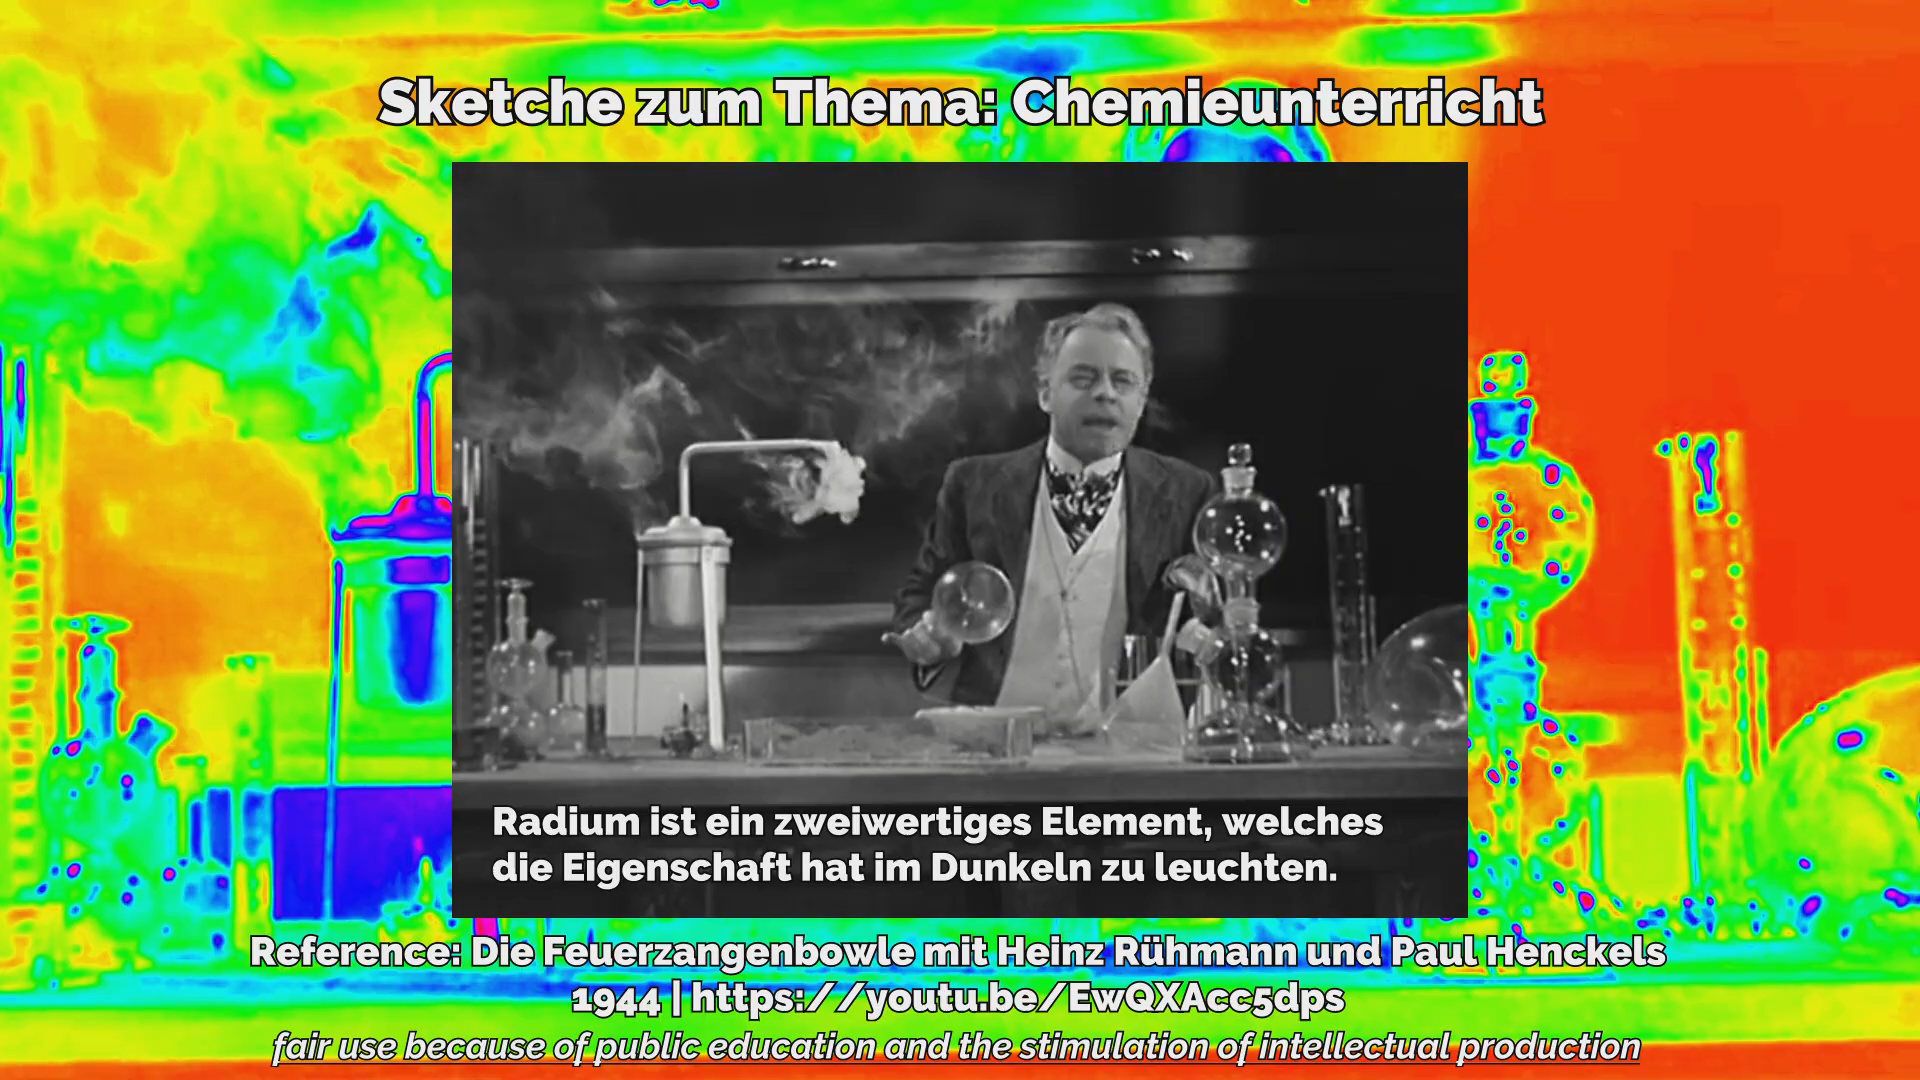 Sketche zum Thema: Chemieunterricht
Radium ist ein zweiwertiges Element, welches
die Eigenschaft hat im Dunkeln zu leuchten.
Reference: Die Feuerzangenbowle mit Heinz Rühmann und Paul Henckels
1944 | https://youtu.be/EwQXAcc5dps
fair use because of public education and the stimulation of intellectual production